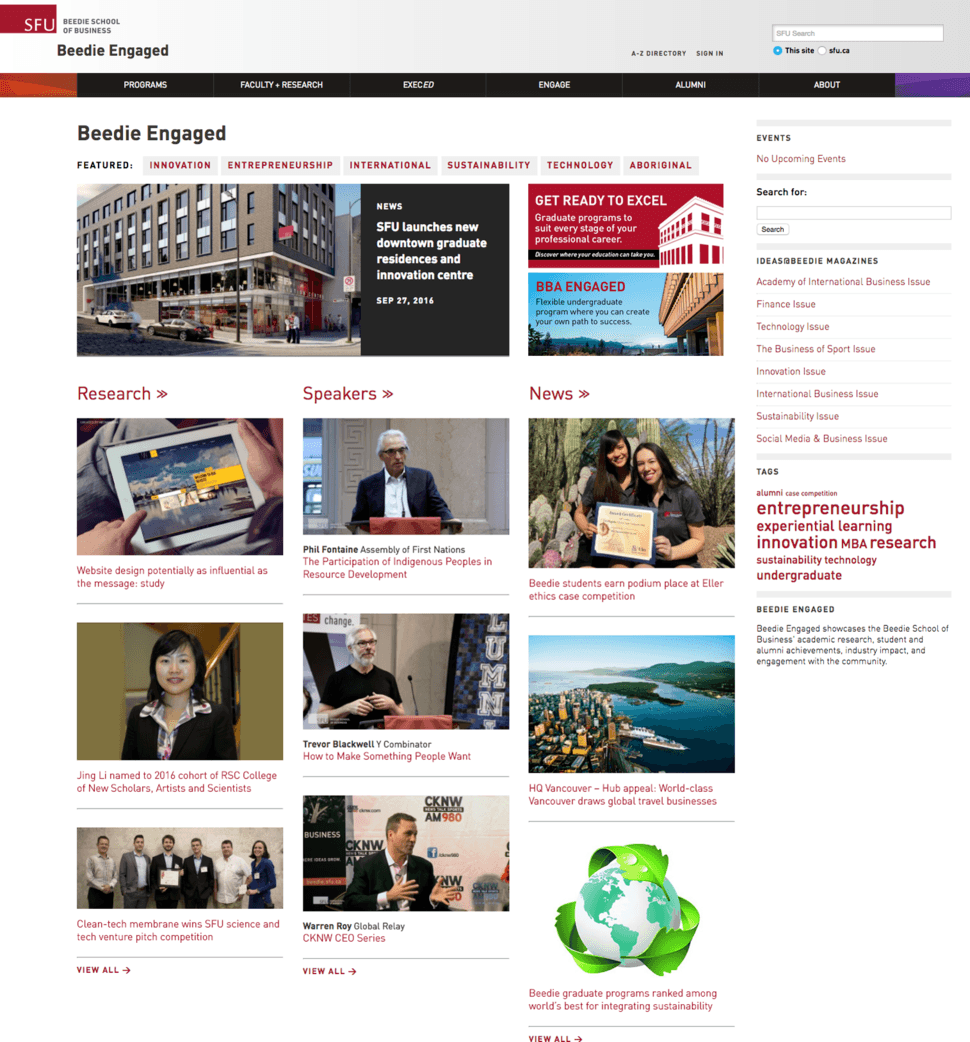 SFU
BEEDIE SCHOOL
OF BUSINESS
Beedie Engaged
A-Z DIRECTORY SIGN IN
SFU Search
This site sfu.ca
PROGRAMS
FACULTY + RESEARCH
EXECED
ENGAGE
ALUMNI
ABOUT
Beedie Engaged
FEATURED: INNOVATION ENTREPRENEURSHIP INTERNATIONAL SUSTAINABILITY TECHNOLOGY ABORIGINAL
NEWS
SFU launches new
downtown graduate
residences and
innovation centre
SEP 27, 2016
GET READY TO EXCEL
Graduate programs to
suit every stage of your
professional career.
Discover where your education can take you.
BBA ENGAGED
Flexible undergraduate
program where you can create
your own path to success.
Research »
Website design potentially as influential as
the message: study
Jing Li named to 2016 cohort of RSC College
of New Scholars, Artists and Scientists
Clean-tech membrane wins SFU science and
tech venture pitch competition
VIEW ALL →
Speakers »
Phil Fontaine Assembly of First Nations
The Participation of Indigenous Peoples in
Resource Development
change.
LUMN
Trevor Blackwell Y Combinator
How to Make Something People Want
CKNW
NEWS TALK SPORTS
AM980
cknw.com
BUSINESS
CKNW
AM98
CKNW
Warren Roy Global Relay
CKNW CEO Series
VIEW ALL →
News »
Beedie students earn podium place at Eller
ethics case competition
HQ Vancouver – Hub appeal: World-class
Vancouver draws global travel businesses
Beedie graduate programs ranked among
world's best for integrating sustainability
VIEW ALL →
EVENTS
No Upcoming Events
Search for:
Search
IDEAS@BEEDIE MAGAZINES
Academy of International Business Issue
Finance Issue
Technology Issue
The Business of Sport Issue
Innovation Issue
International Business Issue
Sustainability Issue
Social Media & Business Issue
TAGS
alumni case competition
entrepreneurship
experiential learning
innovation MBA research
sustainability technology
undergraduate
BEEDIE ENGAGED
Beedie Engaged showcases the Beedie School of
Business' academic research, student and
alumni achievements, industry impact, and
engagement with the community.